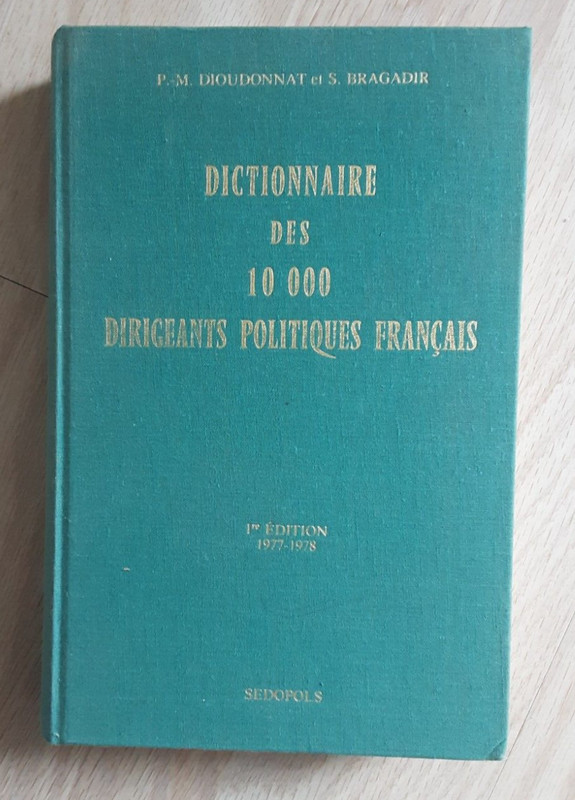 P.-M. DIOUDONNAT et S. BRAGADIR
DICTIONNAIRE
DES
10 000
DIRIGEANTS POLITIQUES FRANÇAIS
1re ÉDITION
1977-1978
SEDOPOLS